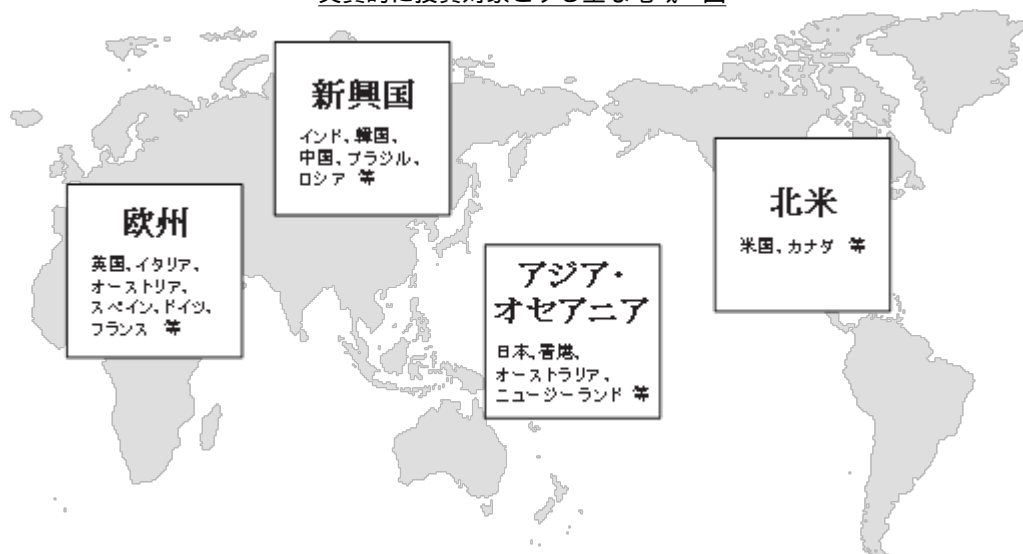 新興国
インド、韓国、
中国、ブラジル、
ロシア 等
欧州
英国、イタリア、
オーストリア、
スペイン、ドイツ、
フランス 等
アジア・
オセアニア
日本、香港、
オーストラリア、
ニュージーランド 等
北米
米国、カナダ 等